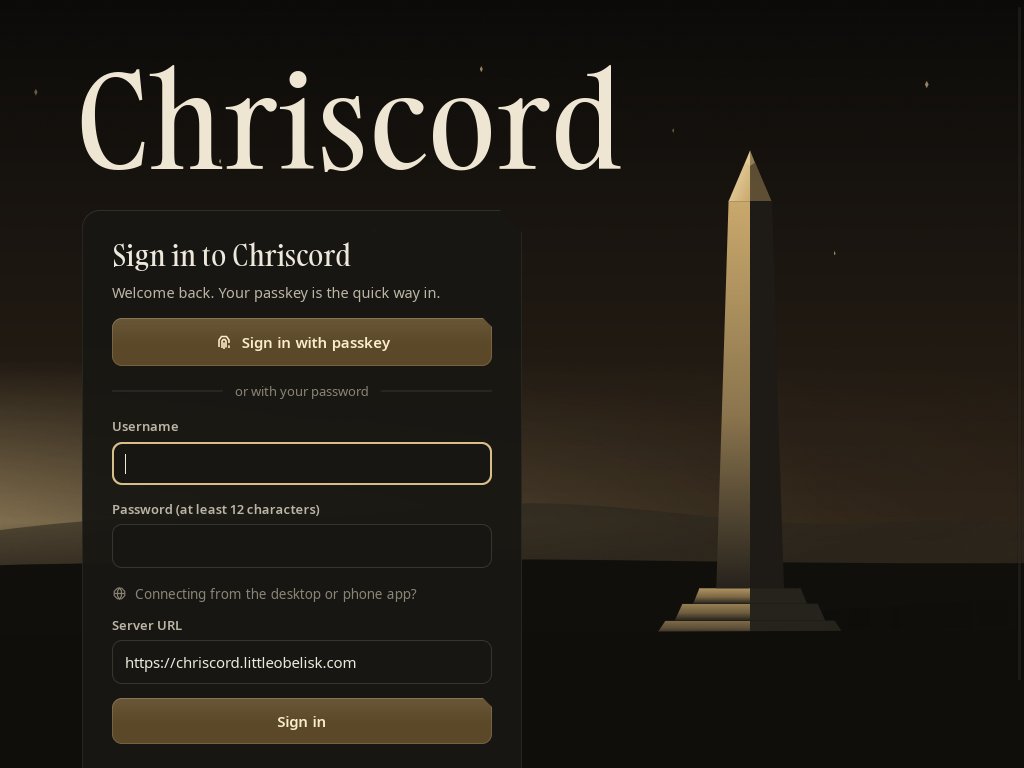 Chriscord
Sign in to Chriscord
Welcome back. Your passkey is the quick way in.
Sign in with passkey
or with your password
Username
Password (at least 12 characters)
Connecting from the desktop or phone app?
Server URL
https://chriscord.littleobelisk.com
Sign in